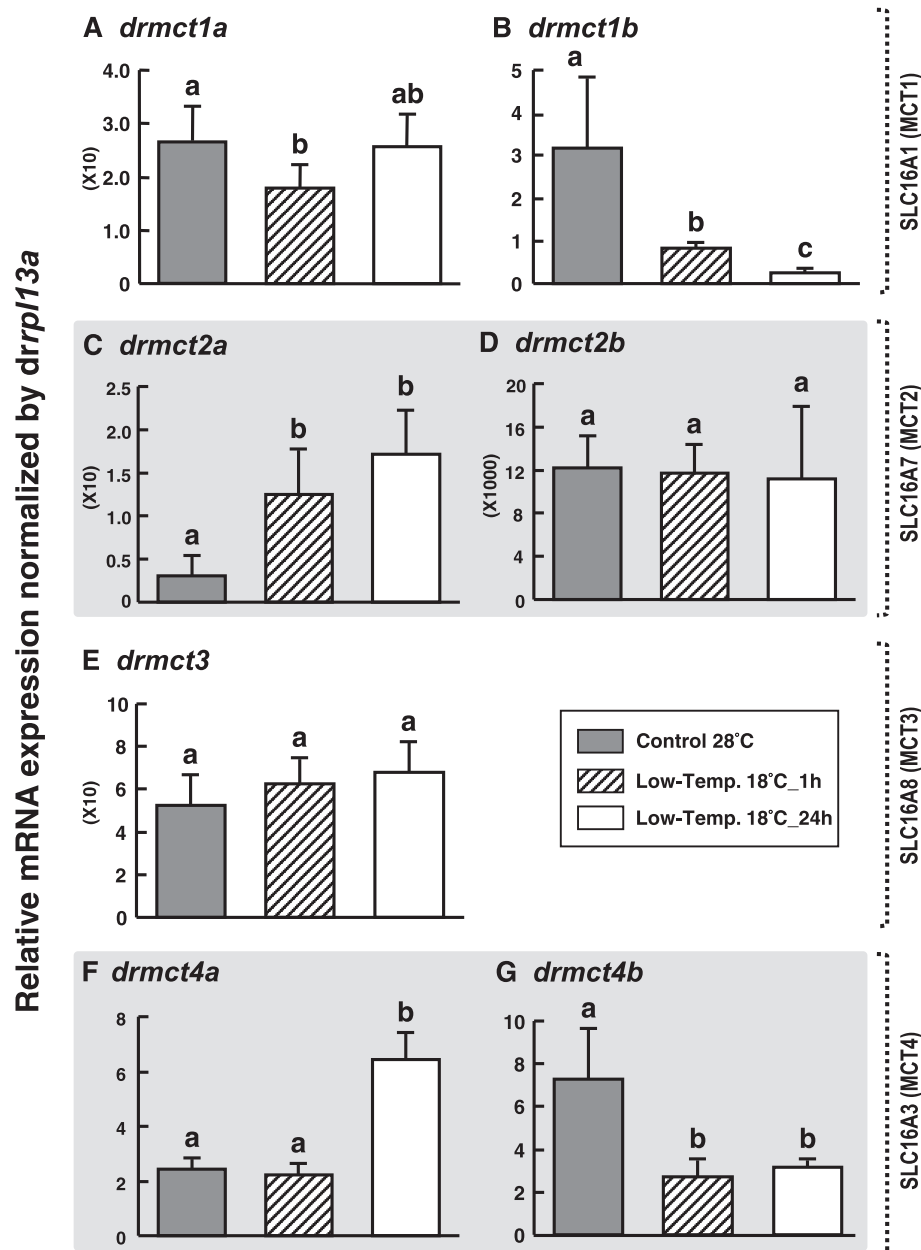 Relative mRNA expression normalized by drrpl13a
A drmct1a
(X10)
4.0
3.0
2.0
1.0
0
a
b
ab
B drmct1b
5
4
3
2
1
0
a
b
c
SLC16A1 (MCT1)
C drmct2a
(X10)
2.5
2.0
1.5
1.0
0.5
0
a
b
b
D drmct2b
(X1000)
20
16
12
8
4
0
a
a
a
SLC16A7 (MCT2)
E drmct3
(X10)
10
8
6
4
2
0
a
a
a
Control 28°C
Low-Temp. 18°C_1h
Low-Temp. 18°C_24h
SLC16A8 (MCT3)
F drmct4a
8
6
4
2
0
a
a
b
G drmct4b
10
8
6
4
2
0
a
b
b
SLC16A3 (MCT4)